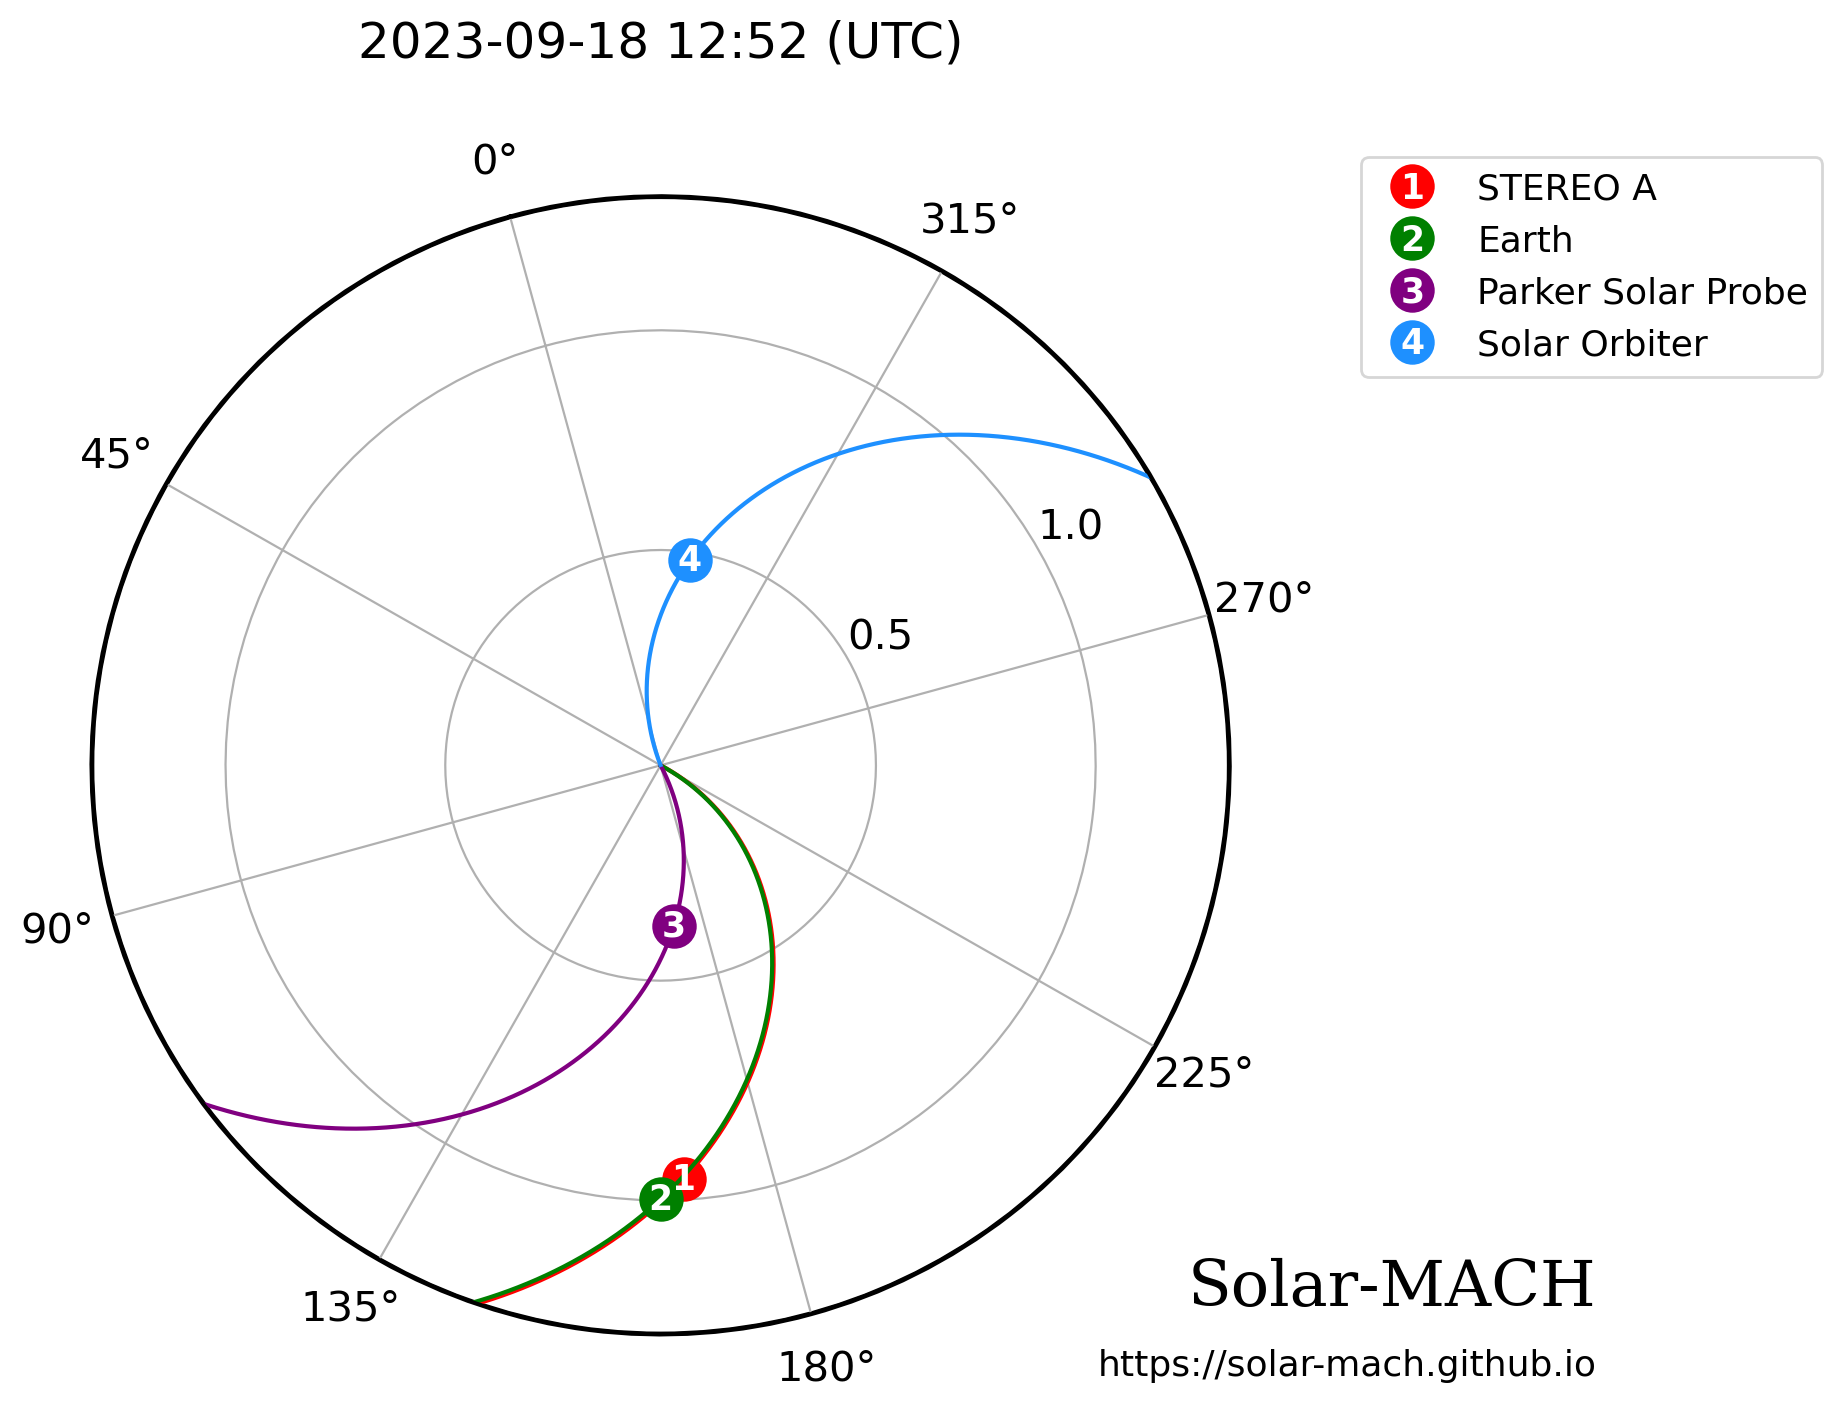 2023-09-18 12:52 (UTC)
0°
315°
45°
270°
1.0
0.5
90°
225°
135°
180°
1 STEREO A
2 Earth
3 Parker Solar Probe
4 Solar Orbiter
4
3
1
2
Solar-MACH
https://solar-mach.github.io